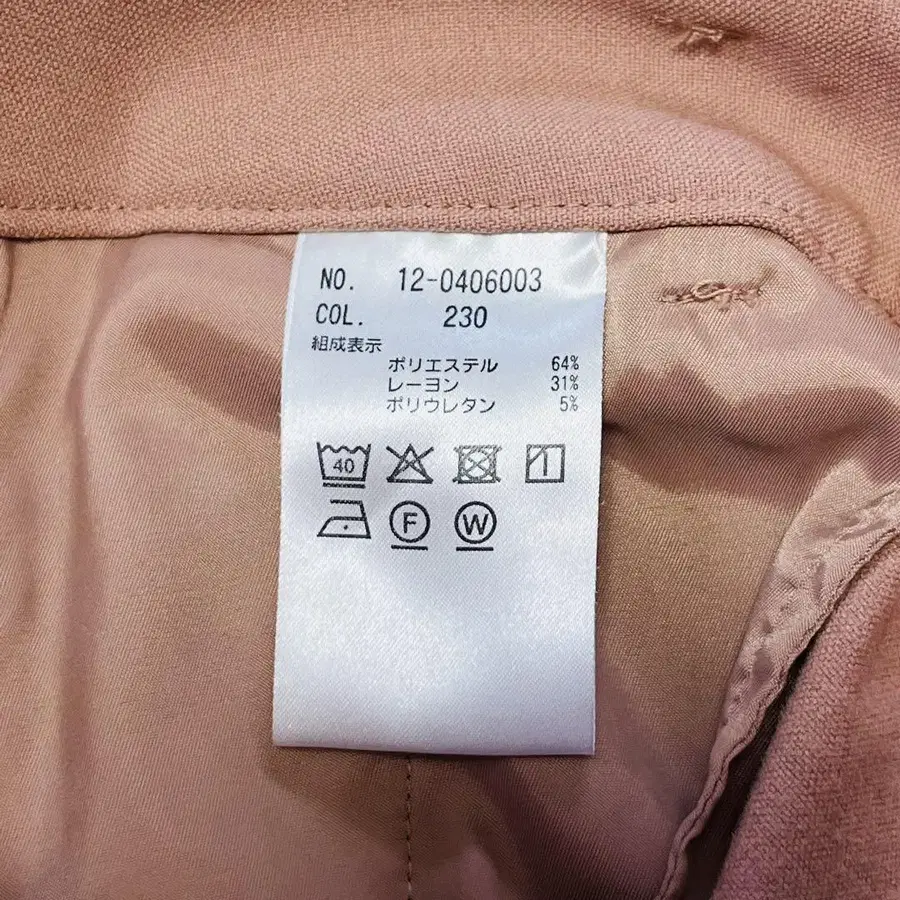 NO. 12-0406003
COL. 230
組成表示
ポリエステル 64%
レーヨン 31%
ポリウレタン 5%
40
F W